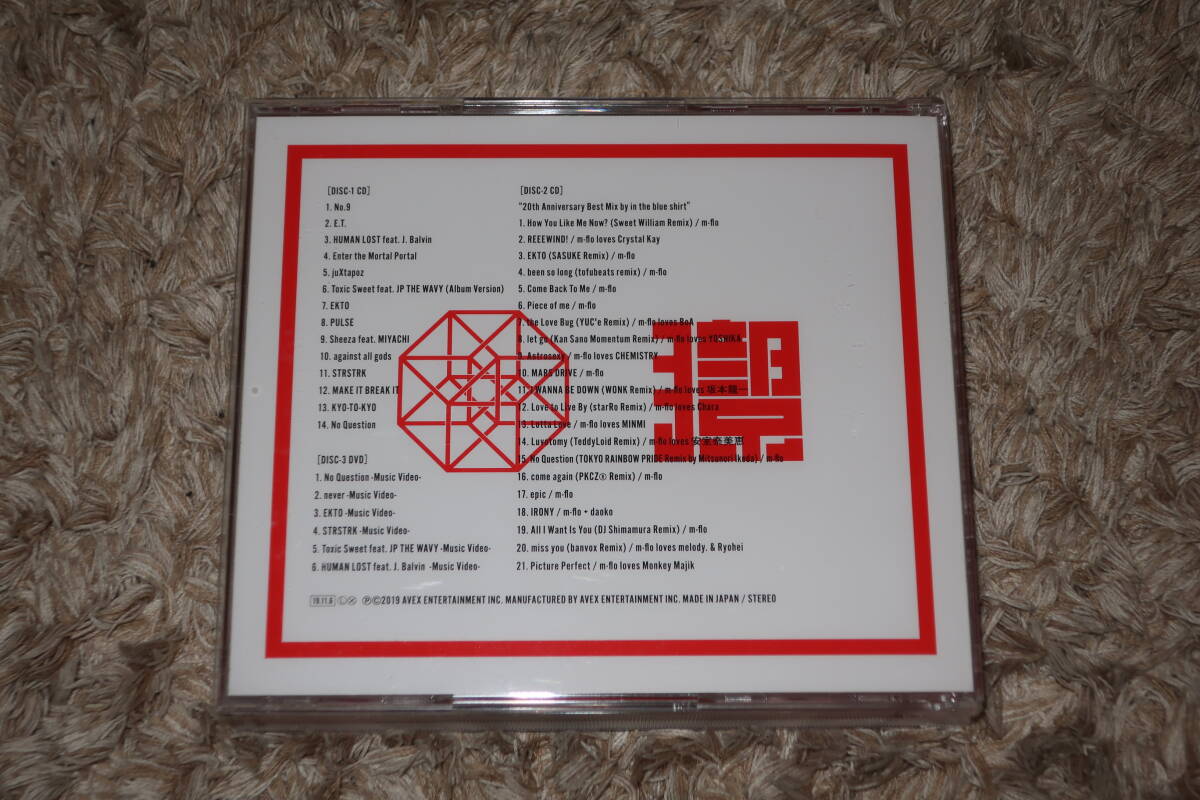 [DISC-1 CD]
1. No.9
2. E.T.
3. HUMAN LOST feat. J. Balvin
4. Enter the Mortal Portal
5. juXtapoz
6. Toxic Sweet feat. JP THE WAVY (Album Version)
7. EKTO
8. PULSE
9. Sheeza feat. MIYACHI
10. against all gods
11. STRSTRK
12. MAKE IT BREAK IT
13. KYO-TO-KYO
14. No Question
[DISC-3 DVD]
1. No Question -Music Video-
2. never -Music Video-
3. EKTO -Music Video-
4. STRSTRK -Music Video-
5. Toxic Sweet feat. JP THE WAVY -Music Video-
6. HUMAN LOST feat. J. Balvin -Music Video-
[DISC-2 CD]
"20th Anniversary Best Mix by in the blue shirt"
1. How You Like Me Now? (Sweet William Remix) / m-flo
2. REEEWIND! / m-flo loves Crystal Kay
3. EKTO (SASUKE Remix) / m-flo
4. been so long (tofubeats remix) / m-flo
5. Come Back To Me / m-flo
6. Piece of me / m-flo
7. the Love Bug (YUC'e Remix) / m-flo loves BoA
8. let go (Kan Sano Momentum Remix) / m-flo loves YOSHIKA
9. Astrosexy / m-flo loves CHEMISTRY
10. MARS DRIVE / m-flo
11. I WANNA BE DOWN (WONK Remix) / m-flo loves 坂本龍一
12. Love to Live By (starRo Remix) / m-flo loves Chara
13. Lotta Love / m-flo loves MINMI
14. Luvotomy (TeddyLoid Remix) / m-flo loves 安室奈美恵
15. No Question (TOKYO RAINBOW PRIDE Remix by Mitsunori Ikeda) / m-flo
16. come again (PKCZ® Remix) / m-flo
17. epic / m-flo
18. IRONY / m-flo + daoko
19. All I Want Is You (DJ Shimamura Remix) / m-flo
20. miss you (banvox Remix) / m-flo loves melody. & Ryohei
21. Picture Perfect / m-flo loves Monkey Majik
19.11.6 Ⓛ Ⓧ ℗©2019 AVEX ENTERTAINMENT INC. MANUFACTURED BY AVEX ENTERTAINMENT INC. MADE IN JAPAN / STEREO